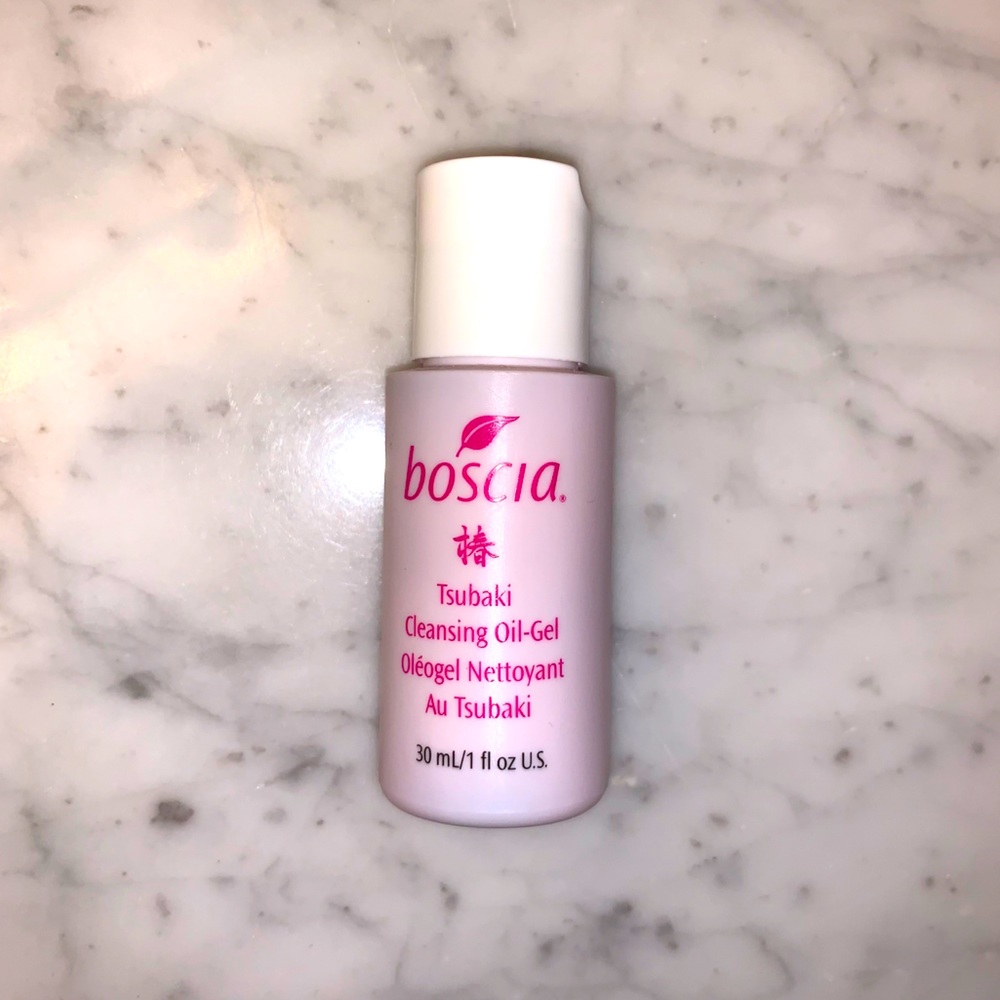 boscia®
椿
Tsubaki
Cleansing Oil-Gel
Oléogel Nettoyant
Au Tsubaki
30 mL/1 fl oz U.S.